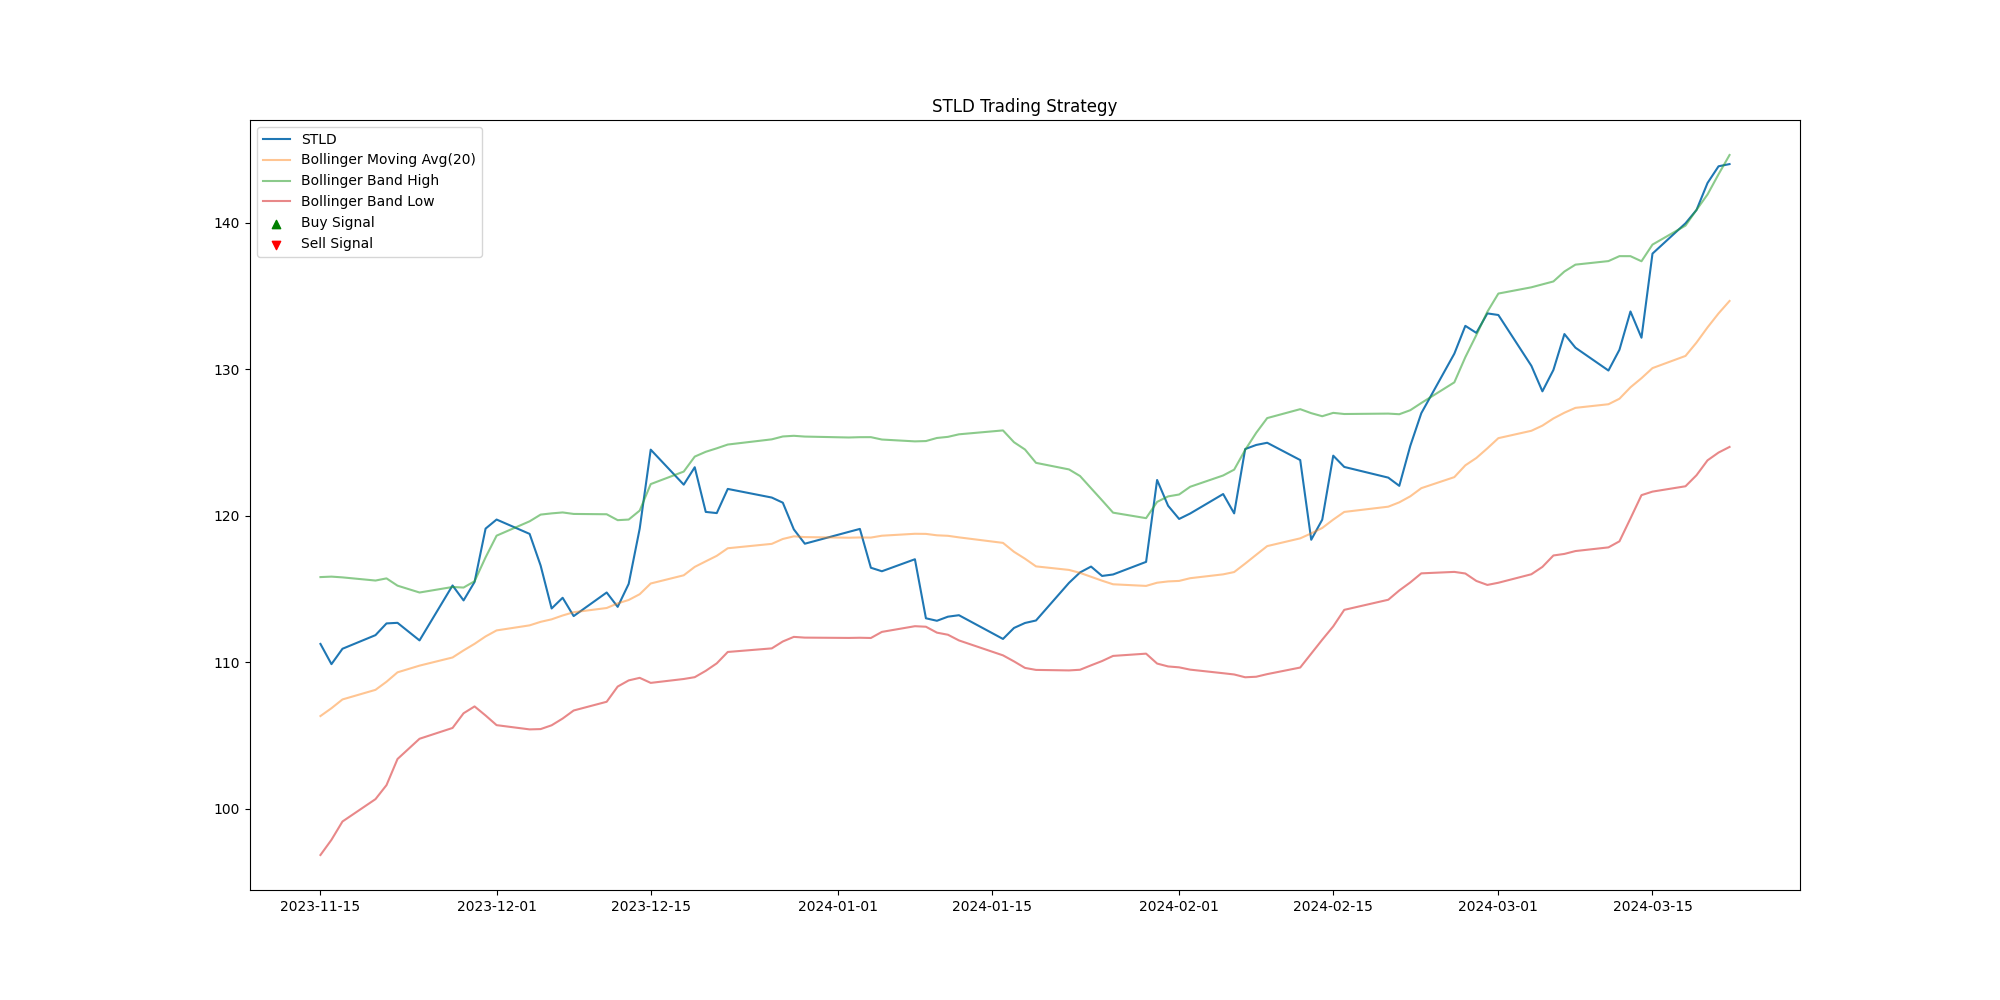 STLD Trading Strategy
STLD
Bollinger Moving Avg(20)
Bollinger Band High
Bollinger Band Low
Buy Signal
Sell Signal
140
130
120
110
100
2023-11-15
2023-12-01
2023-12-15
2024-01-01
2024-01-15
2024-02-01
2024-02-15
2024-03-01
2024-03-15